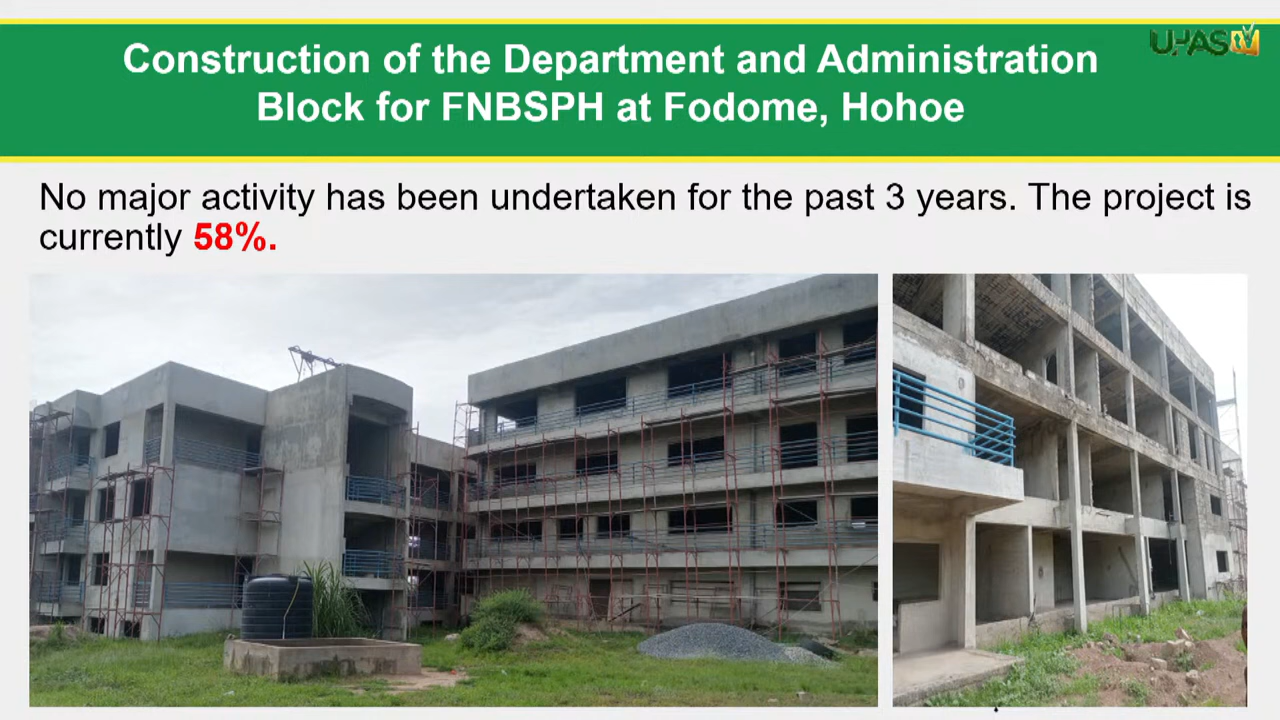 UHAS TV
Construction of the Department and Administration
Block for FNBSPH at Fodome, Hohoe
No major activity has been undertaken for the past 3 years. The project is
currently 58%.